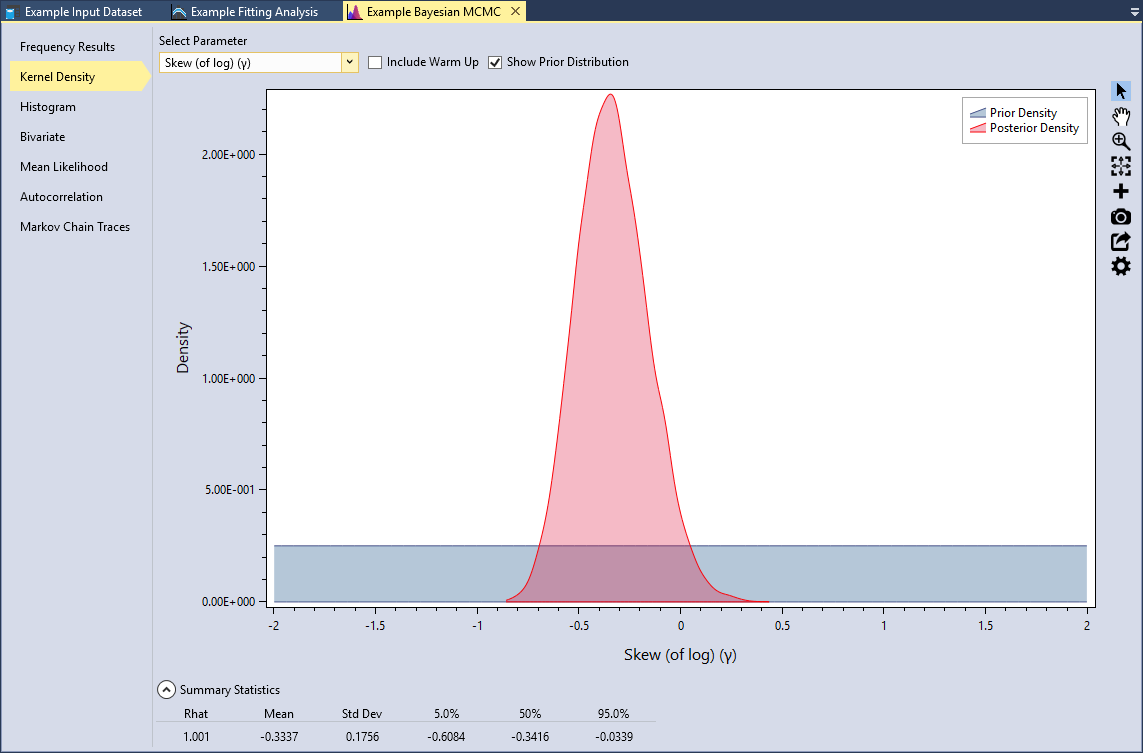 Example Input Dataset Example Fitting Analysis Example Bayesian MCMC
Frequency Results
Kernel Density
Histogram
Bivariate
Mean Likelihood
Autocorrelation
Markov Chain Traces
Select Parameter
Skew (of log) (γ) Include Warm Up Show Prior Distribution
Prior Density
Posterior Density
Density
2.00E+000
1.50E+000
1.00E+000
5.00E-001
0.00E+000
-2 -1.5 -1 -0.5 0 0.5 1 1.5 2
Skew (of log) (γ)
Summary Statistics
Rhat Mean Std Dev 5.0% 50% 95.0%
1.001 -0.3337 0.1756 -0.6084 -0.3416 -0.0339